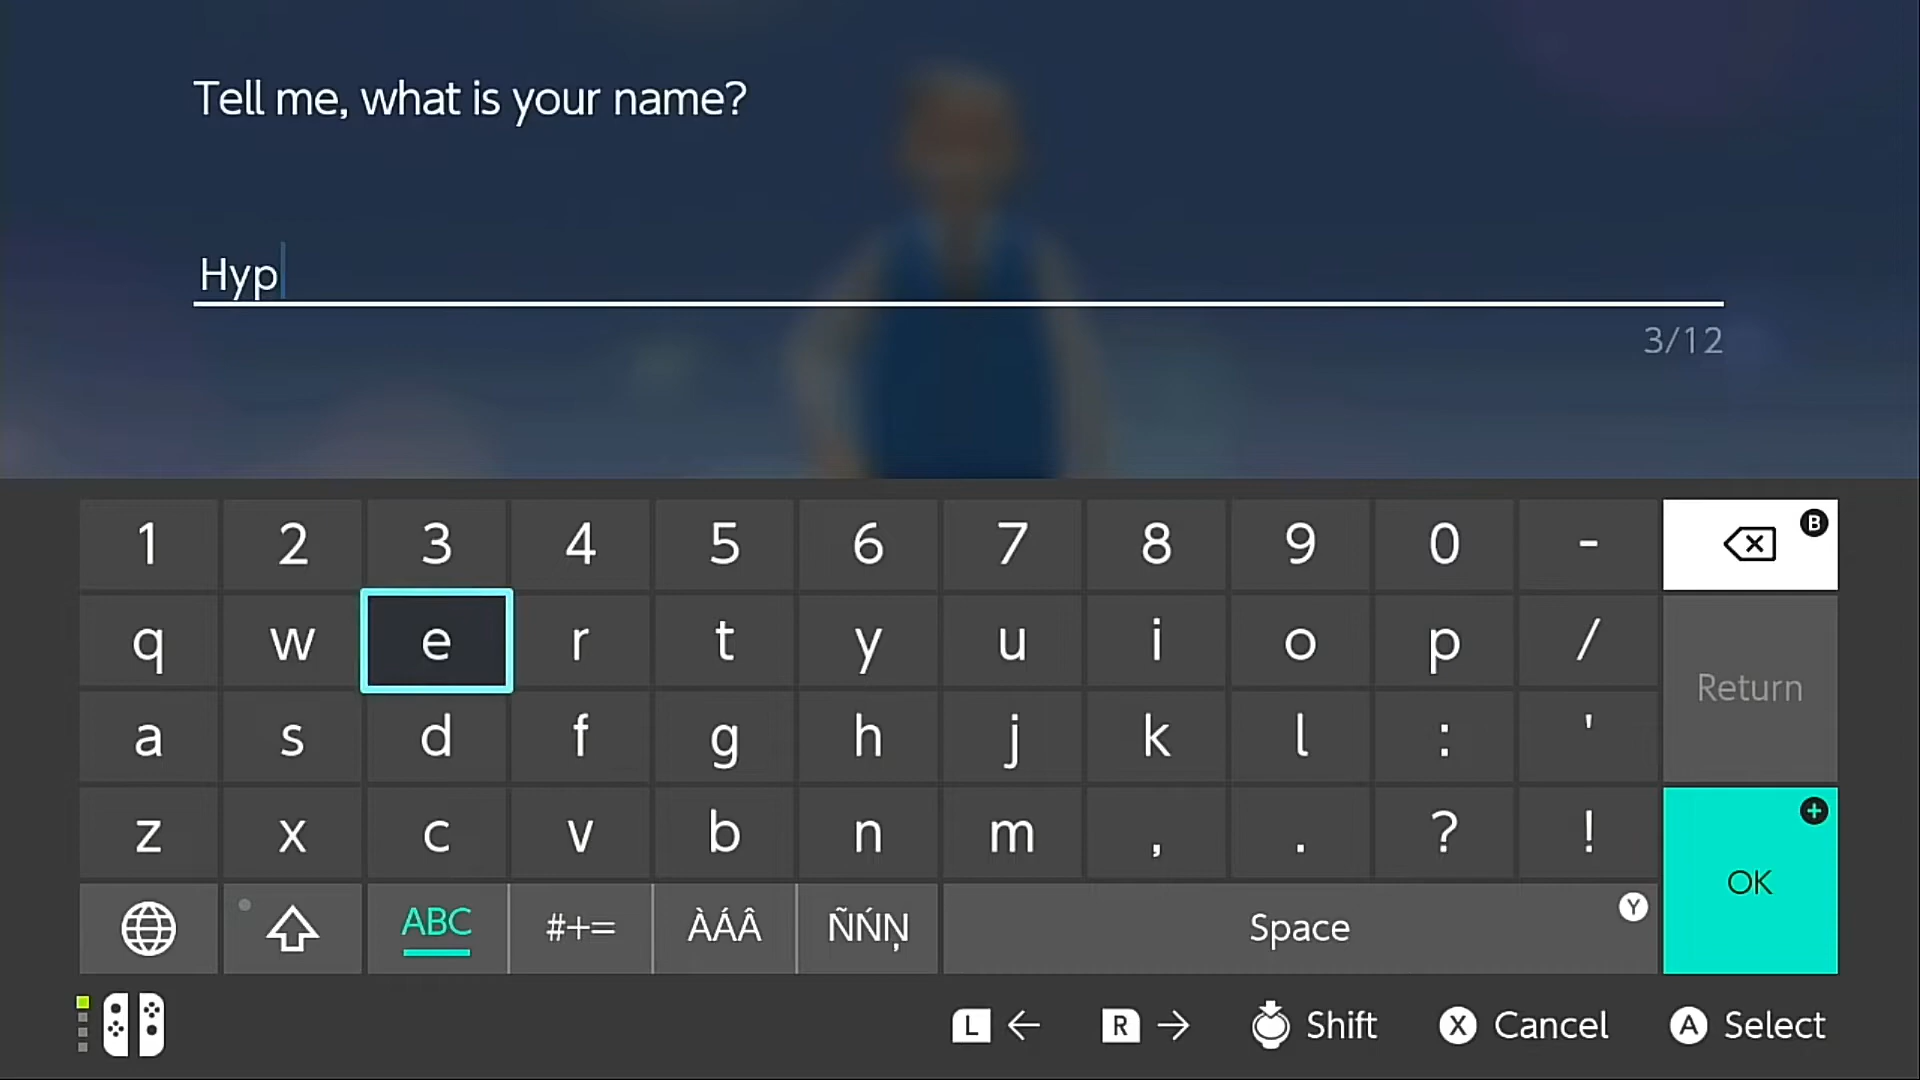 Tell me, what is your name?
Hyp
3/12
1 2 3 4 5 6 7 8 9 0 - B
q w e r t y u i o p / Return
a s d f g h j k l : '
z x c v b n m , . ? ! + OK
ABC #+= ÀÁÂ ÑŃŅ Space Y
L ← R → Shift X Cancel A Select